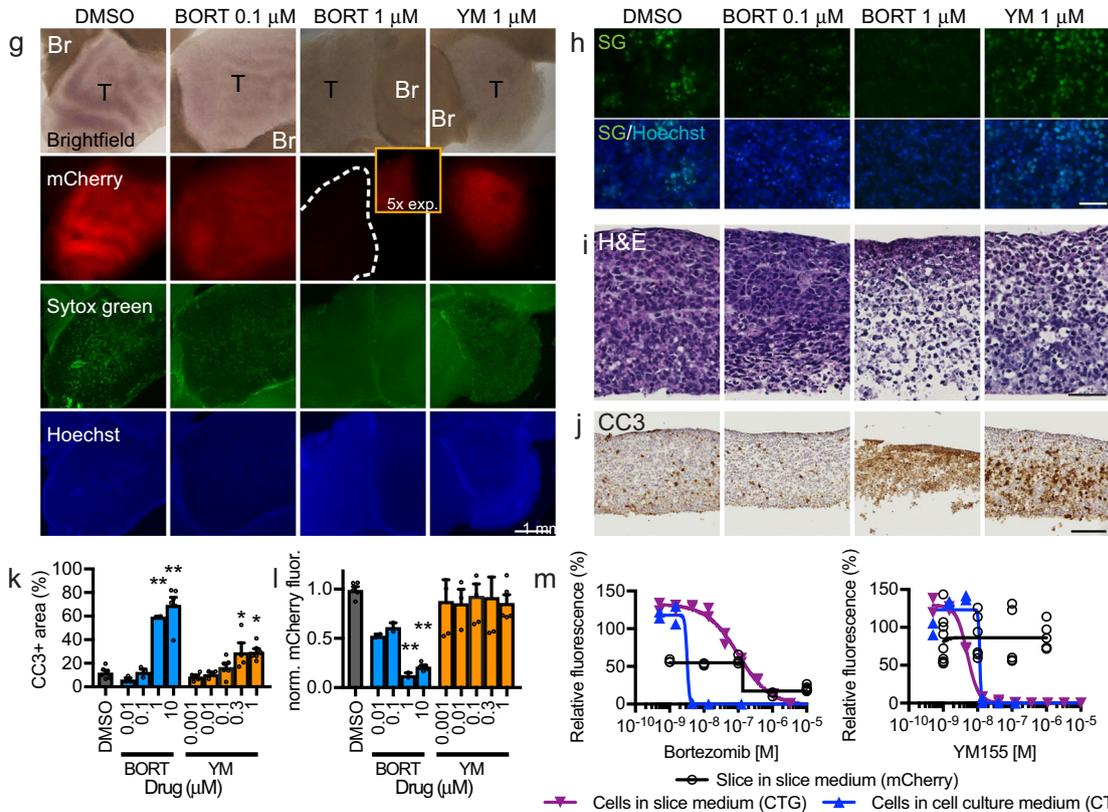 DMSO BORT 0.1 μM BORT 1 μM YM 1 μM
g
Br
T
Brightfield
T
Br
T
Br
Br
T
mCherry
5x exp.
Sytox green
Hoechst
1 mm
DMSO BORT 0.1 μM BORT 1 μM YM 1 μM
h
SG
SG/Hoechst
i
H&E
j
CC3
k
CC3+ area (%)
100
80
60
40
20
0
** **
* *
DMSO 0.01 0.1 1 10 0.001 0.01 0.1 0.3 1
BORT YM
Drug (μM)
l
norm. mCherry fluor.
1.0
0.5
0.0
** **
DMSO 0.01 0.1 1 10 0.001 0.01 0.1 0.3 1
BORT YM
Drug (μM)
m
Relative fluorescence (%)
150
100
50
0
10-10 10-9 10-8 10-7 10-6 10-5
Bortezomib [M]
Relative fluorescence (%)
150
100
50
0
10-10 10-9 10-8 10-7 10-6 10-5
YM155 [M]
Slice in slice medium (mCherry)
Cells in slice medium (CTG)
Cells in cell culture medium (CT